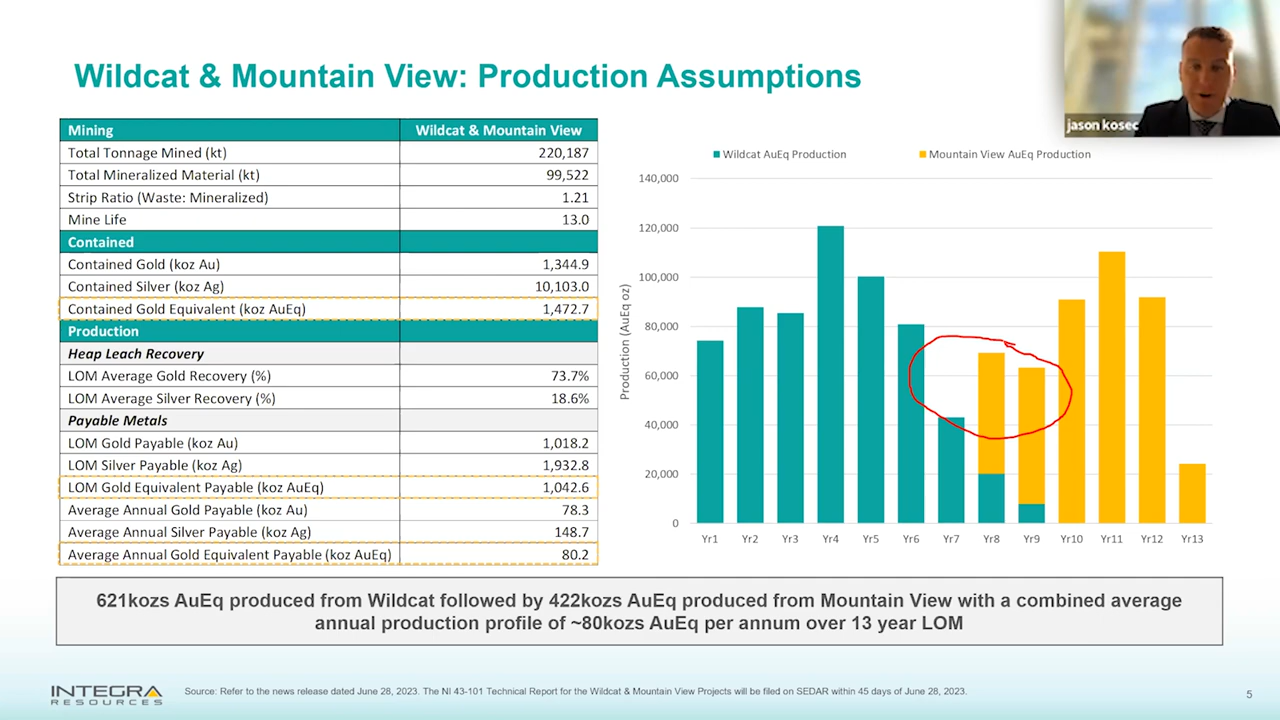 Wildcat & Mountain View: Production Assumptions
jason kosec
Mining Wildcat & Mountain View
Total Tonnage Mined (kt) 220,187
Total Mineralized Material (kt) 99,522
Strip Ratio (Waste: Mineralized) 1.21
Mine Life 13.0
Contained
Contained Gold (koz Au) 1,344.9
Contained Silver (koz Ag) 10,103.0
Contained Gold Equivalent (koz AuEq) 1,472.7
Production
Heap Leach Recovery
LOM Average Gold Recovery (%) 73.7%
LOM Average Silver Recovery (%) 18.6%
Payable Metals
LOM Gold Payable (koz Au) 1,018.2
LOM Silver Payable (koz Ag) 1,932.8
LOM Gold Equivalent Payable (koz AuEq) 1,042.6
Average Annual Gold Payable (koz Au) 78.3
Average Annual Silver Payable (koz Ag) 148.7
Average Annual Gold Equivalent Payable (koz AuEq) 80.2
Wildcat AuEq Production Mountain View AuEq Production
Production (AuEq oz)
140,000
120,000
100,000
80,000
60,000
40,000
20,000
0
Yr1 Yr2 Yr3 Yr4 Yr5 Yr6 Yr7 Yr8 Yr9 Yr10 Yr11 Yr12 Yr13
621kozs AuEq produced from Wildcat followed by 422kozs AuEq produced from Mountain View with a combined average
annual production profile of ~80kozs AuEq per annum over 13 year LOM
INTEGRA
RESOURCES
Source: Refer to the news release dated June 28, 2023. The NI 43-101 Technical Report for the Wildcat & Mountain View Projects will be filed on SEDAR within 45 days of June 28, 2023.
5